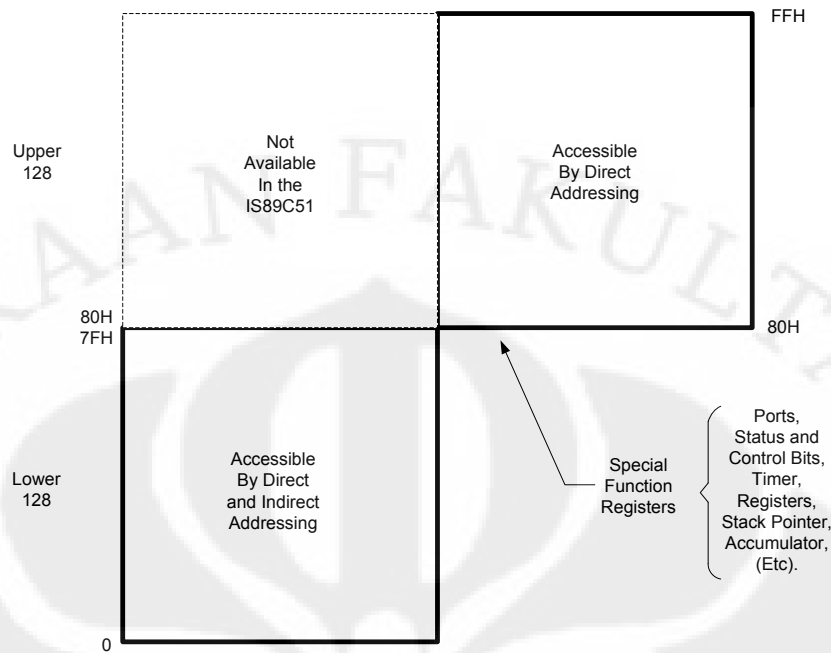 FFH
Upper
128
Not
Available
In the
IS89C51
Accessible
By Direct
Addressing
80H
7FH
80H
Lower
128
Accessible
By Direct
and Indirect
Addressing
Special
Function
Registers
Ports,
Status and
Control Bits,
Timer,
Registers,
Stack Pointer,
Accumulator,
(Etc).
0